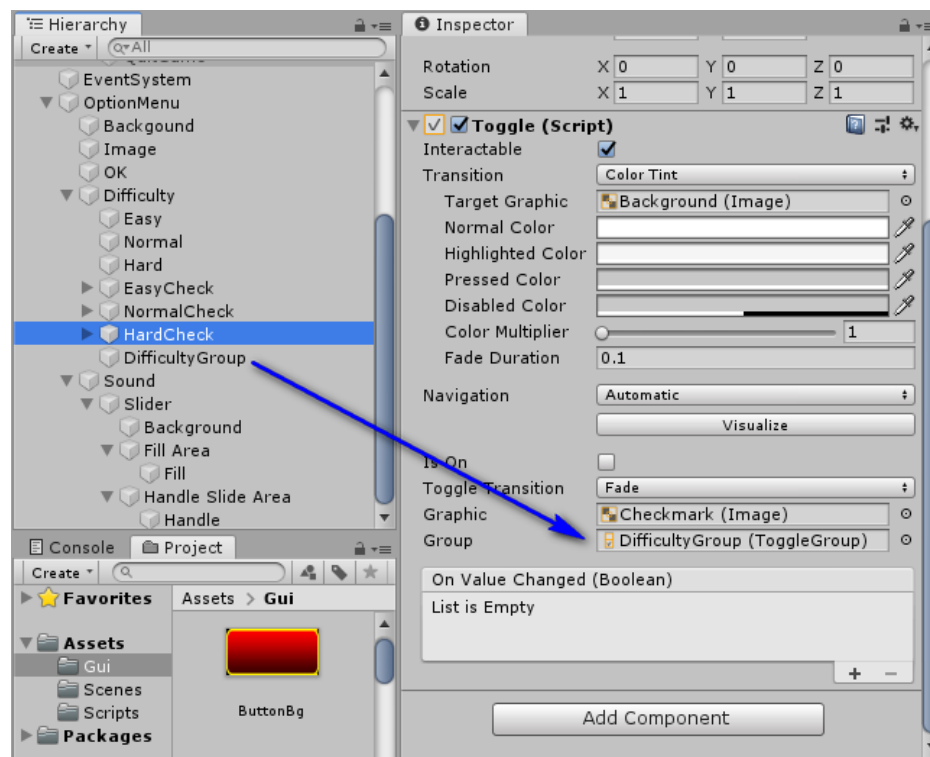 Hierarchy
Create
All
EventSystem
OptionMenu
Backgound
Image
OK
Difficulty
Easy
Normal
Hard
EasyCheck
NormalCheck
HardCheck
DifficultyGroup
Sound
Slider
Background
Fill Area
Fill
Handle Slide Area
Handle
Console Project
Create
Favorites
Assets
Gui
Scenes
Scripts
Packages
Assets > Gui
ButtonBg
Inspector
Rotation X 0 Y 0 Z 0
Scale X 1 Y 1 Z 1
Toggle (Script)
Interactable
Transition Color Tint
Target Graphic Background (Image)
Normal Color
Highlighted Color
Pressed Color
Disabled Color
Color Multiplier 1
Fade Duration 0.1
Navigation Automatic
Visualize
Is On
Toggle Transition Fade
Graphic Checkmark (Image)
Group DifficultyGroup (ToggleGroup)
On Value Changed (Boolean)
List is Empty
+ −
Add Component